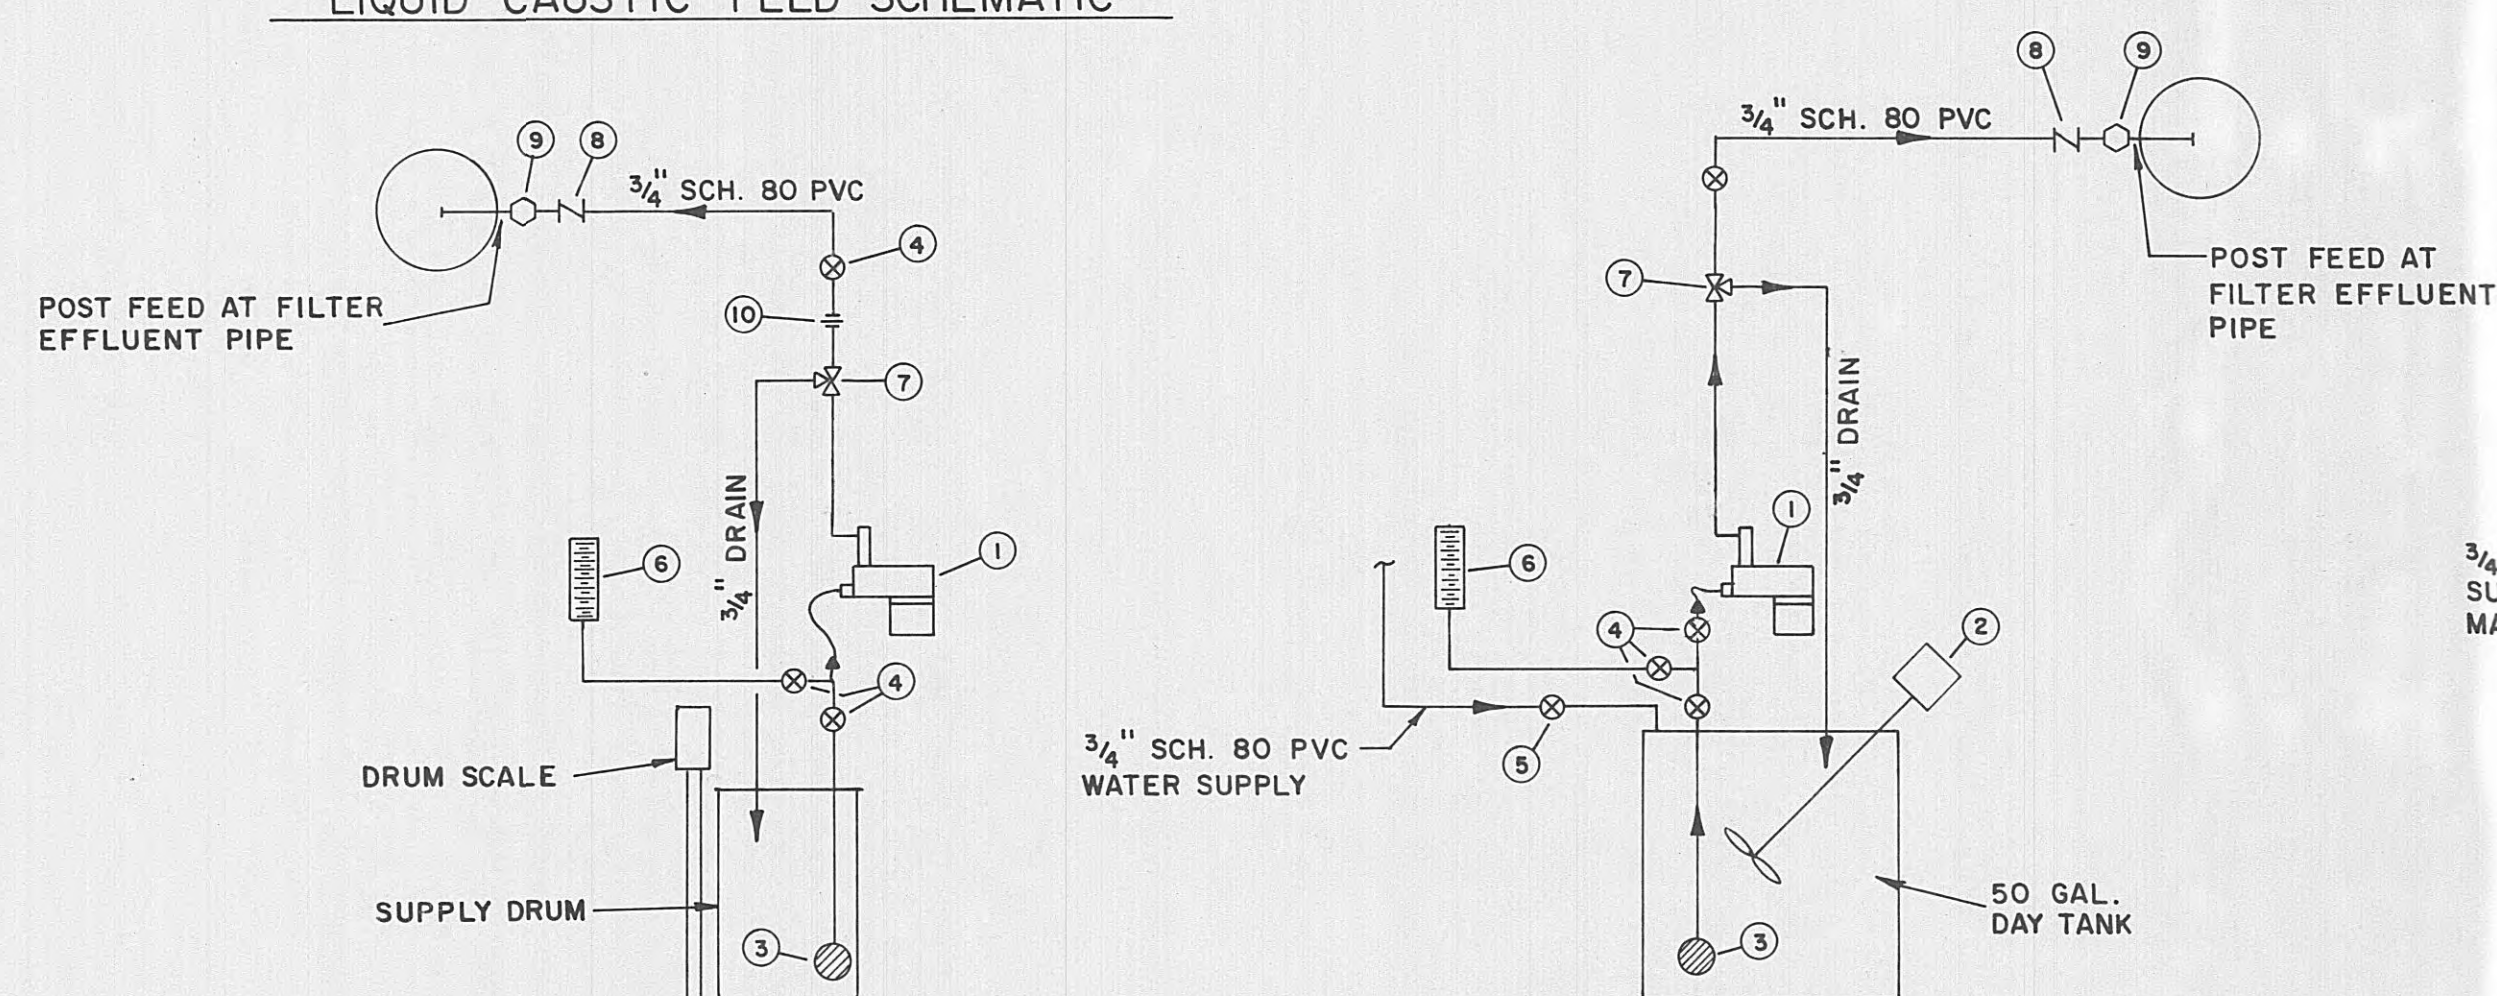 LIQUID CAUSTIC FEED SCHEMATIC
9
8
3/4" SCH. 80 PVC
4
POST FEED AT FILTER
EFFLUENT PIPE
10
7
3/4" DRAIN
6
1
4
DRUM SCALE
SUPPLY DRUM
3
8
9
3/4" SCH. 80 PVC
7
POST FEED AT
FILTER EFFLUENT
PIPE
3/4" DRAIN
1
6
4
2
3/4" SCH. 80 PVC
WATER SUPPLY
5
50 GAL.
DAY TANK
3
3/4